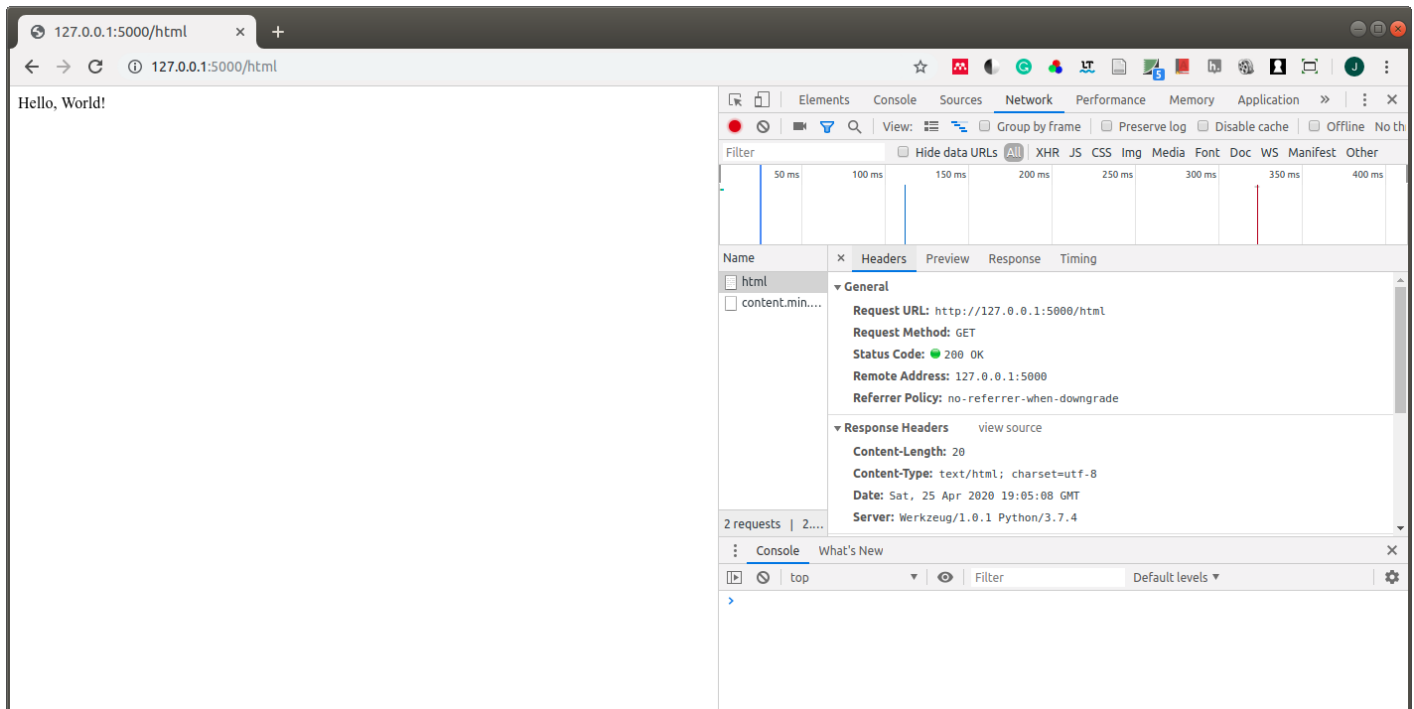 127.0.0.1:5000/html
127.0.0.1:5000/html
LT 5 h. J
Hello, World!
Elements Console Sources Network Performance Memory Application »
View: Group by frame Preserve log Disable cache Offline No th
Filter Hide data URLs All XHR JS CSS Img Media Font Doc WS Manifest Other
50 ms 100 ms 150 ms 200 ms 250 ms 300 ms 350 ms 400 ms
Name
× Headers Preview Response Timing
html
content.min....
General
Request URL: http://127.0.0.1:5000/html
Request Method: GET
Status Code: 200 OK
Remote Address: 127.0.0.1:5000
Referrer Policy: no-referrer-when-downgrade
Response Headers view source
Content-Length: 20
Content-Type: text/html; charset=utf-8
Date: Sat, 25 Apr 2020 19:05:08 GMT
Server: Werkzeug/1.0.1 Python/3.7.4
2 requests | 2....
Console What's New
top Filter Default levels